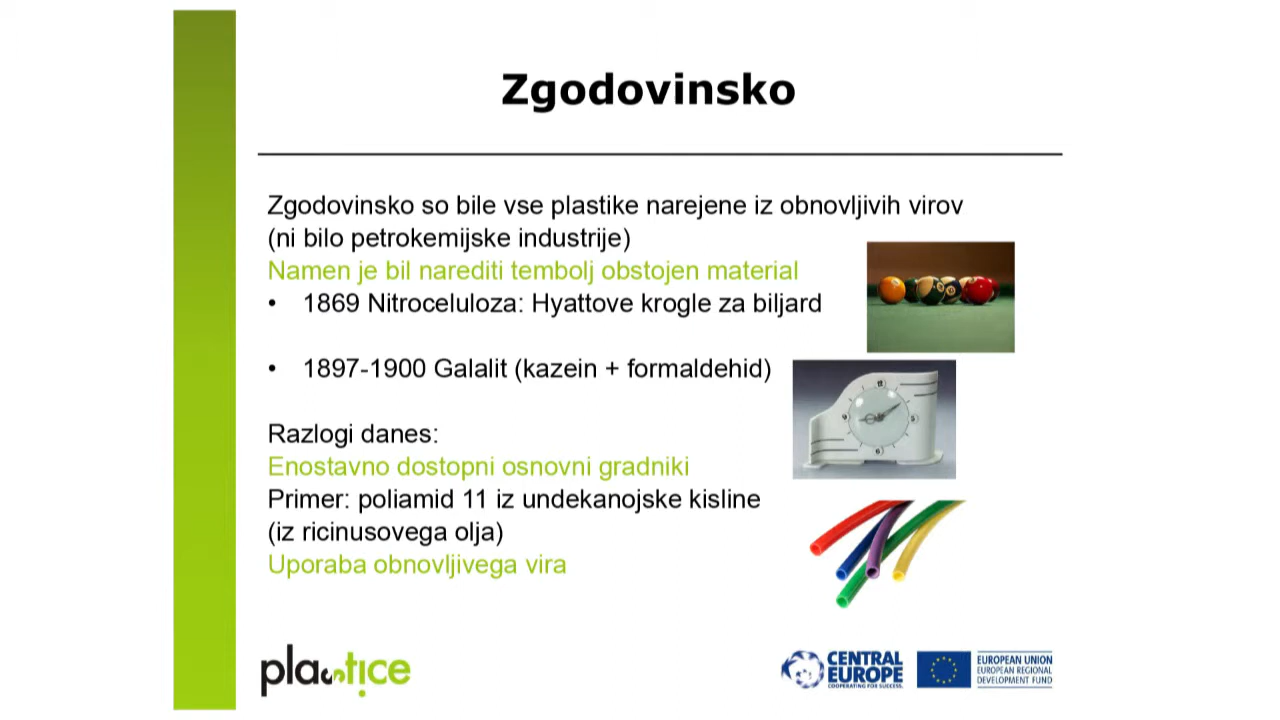 Zgodovinsko
Zgodovinsko so bile vse plastike narejene iz obnovljivih virov
(ni bilo petrokemijske industrije)
Namen je bil narediti tembolj obstojen material
• 1869 Nitroceluloza: Hyattove krogle za biljard
• 1897-1900 Galalit (kazein + formaldehid)
Razlogi danes:
Enostavno dostopni osnovni gradniki
Primer: poliamid 11 iz undekanojske kisline
(iz ricinusovega olja)
Uporaba obnovljivega vira
plastice
CENTRAL
EUROPE
COOPERATING FOR SUCCESS.
EUROPEAN UNION
EUROPEAN REGIONAL
DEVELOPMENT FUND